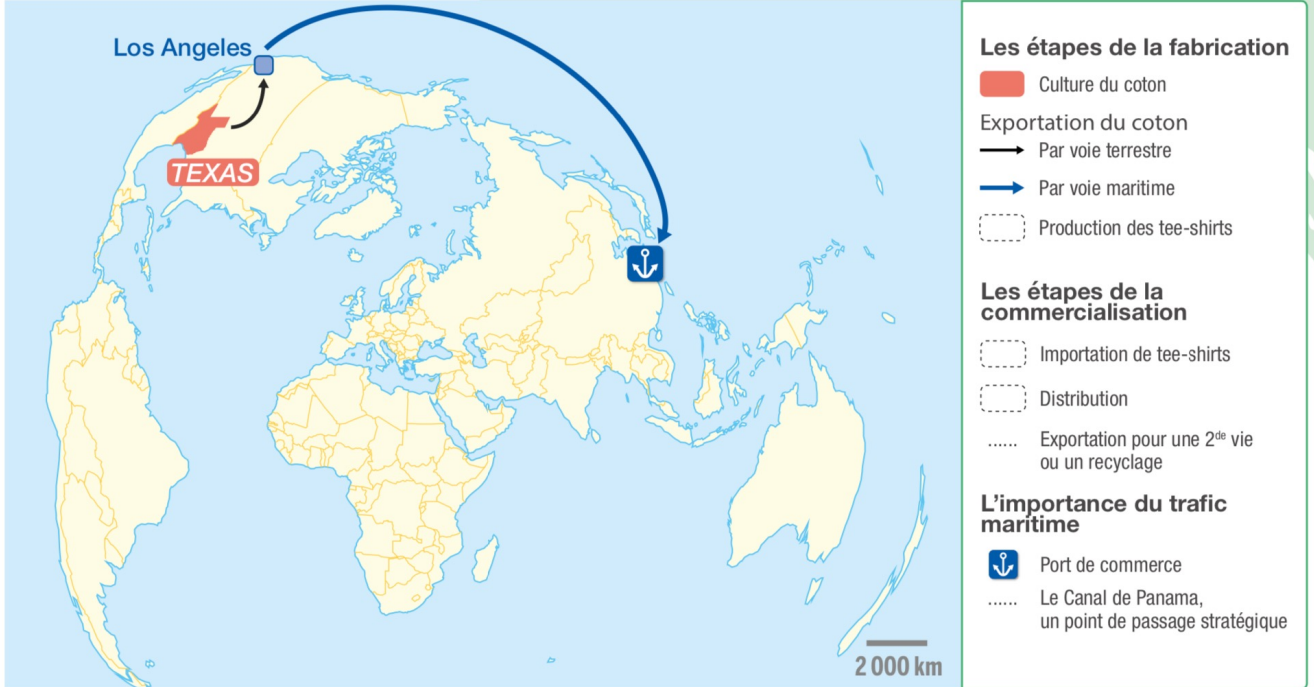 Los Angeles
TEXAS
2 000 km
Les étapes de la fabrication
Culture du coton
Exportation du coton
Par voie terrestre
Par voie maritime
Production des tee-shirts
Les étapes de la
commercialisation
Importation de tee-shirts
Distribution
...... Exportation pour une 2de vie
ou un recyclage
L'importance du trafic
maritime
Port de commerce
...... Le Canal de Panama,
un point de passage stratégique